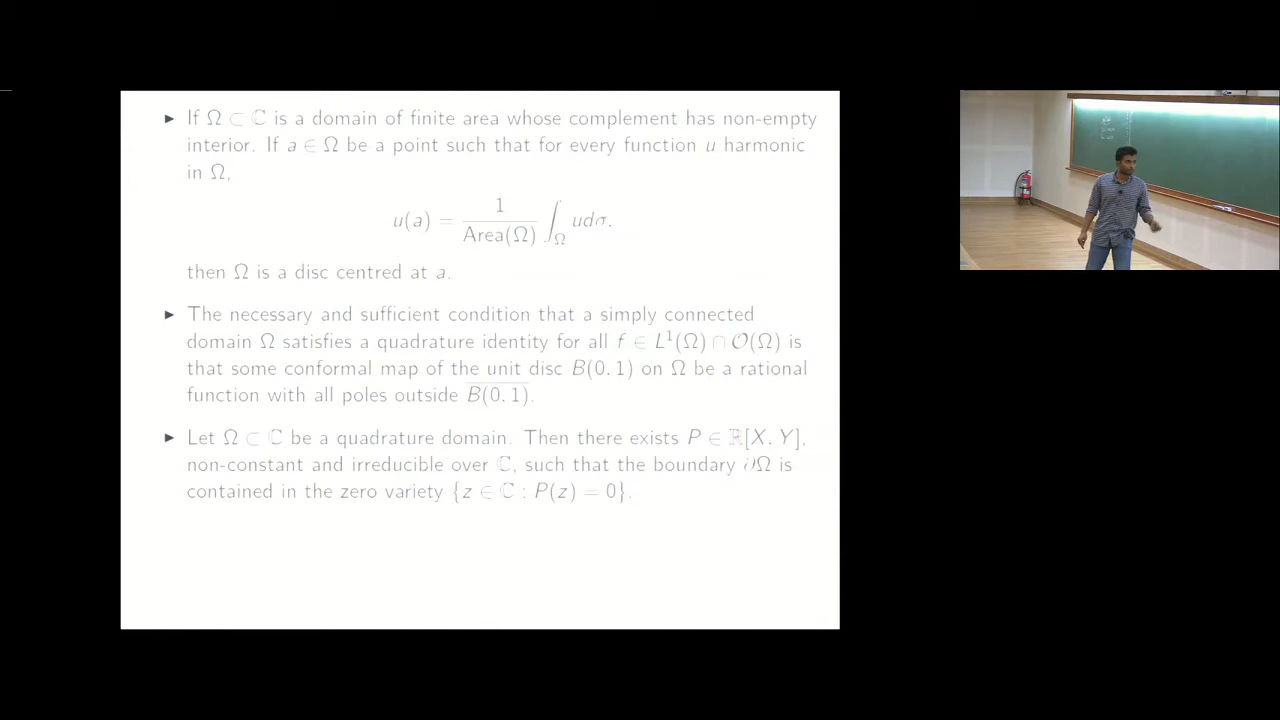 ▶ If Ω ⊂ ℂ is a domain of finite area whose complement has non-empty
interior. If a ∈ Ω be a point such that for every function u harmonic
in Ω,
u(a) = 1/Area(Ω) ∫_Ω udσ.
then Ω is a disc centred at a.
▶ The necessary and sufficient condition that a simply connected
domain Ω satisfies a quadrature identity for all f ∈ L¹(Ω) ∩ 𝒪(Ω) is
that some conformal map of the unit disc B(0, 1) on Ω be a rational
function with all poles outside \overline{B(0, 1)}.
▶ Let Ω ⊂ ℂ be a quadrature domain. Then there exists P ∈ ℝ[X, Y],
non-constant and irreducible over ℂ, such that the boundary ∂Ω is
contained in the zero variety {z ∈ ℂ : P(z) = 0}.